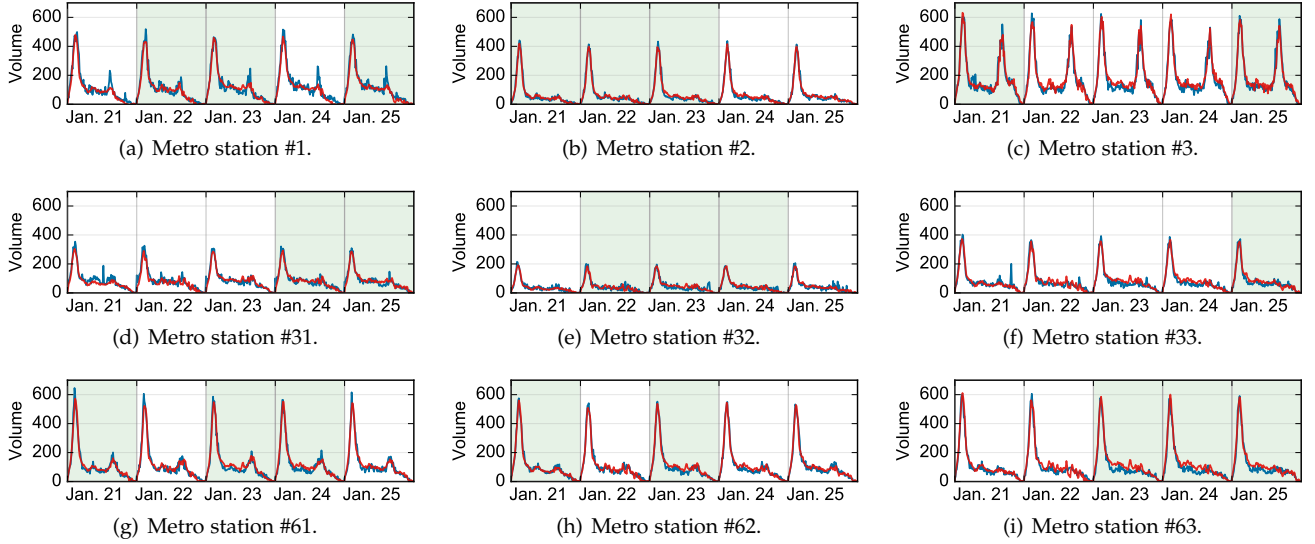 Volume
600
400
200
0
Jan. 21 Jan. 22 Jan. 23 Jan. 24 Jan. 25
(a) Metro station #1.
Volume
600
400
200
0
Jan. 21 Jan. 22 Jan. 23 Jan. 24 Jan. 25
(b) Metro station #2.
Volume
600
400
200
0
Jan. 21 Jan. 22 Jan. 23 Jan. 24 Jan. 25
(c) Metro station #3.
Volume
600
400
200
0
Jan. 21 Jan. 22 Jan. 23 Jan. 24 Jan. 25
(d) Metro station #31.
Volume
600
400
200
0
Jan. 21 Jan. 22 Jan. 23 Jan. 24 Jan. 25
(e) Metro station #32.
Volume
600
400
200
0
Jan. 21 Jan. 22 Jan. 23 Jan. 24 Jan. 25
(f) Metro station #33.
Volume
600
400
200
0
Jan. 21 Jan. 22 Jan. 23 Jan. 24 Jan. 25
(g) Metro station #61.
Volume
600
400
200
0
Jan. 21 Jan. 22 Jan. 23 Jan. 24 Jan. 25
(h) Metro station #62.
Volume
600
400
200
0
Jan. 21 Jan. 22 Jan. 23 Jan. 24 Jan. 25
(i) Metro station #63.